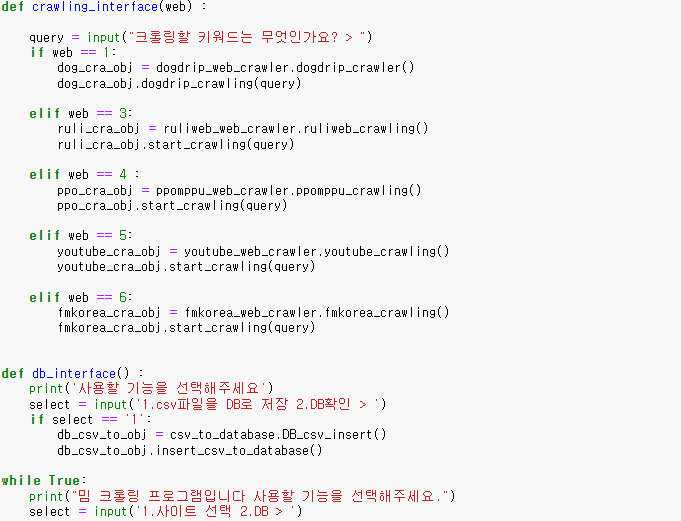 def crawling_interface(web) :
query = input("크롤링할 키워드는 무엇인가요? > ")
if web == 1:
dog_cra_obj = dogdrip_web_crawler.dogdrip_crawler()
dog_cra_obj.dogdrip_crawling(query)
elif web == 3:
ruli_cra_obj = ruliweb_web_crawler.ruliweb_crawling()
ruli_cra_obj.start_crawling(query)
elif web == 4 :
ppo_cra_obj = ppomppu_web_crawler.ppomppu_crawling()
ppo_cra_obj.start_crawling(query)
elif web == 5:
youtube_cra_obj = youtube_web_crawler.youtube_crawling()
youtube_cra_obj.start_crawling(query)
elif web == 6:
fmkorea_cra_obj = fmkorea_web_crawler.fmkorea_crawling()
fmkorea_cra_obj.start_crawling(query)
def db_interface() :
print('사용할 기능을 선택해주세요')
select = input('1.csv파일을 DB로 저장 2.DB확인 > ')
if select == '1':
db_csv_to_obj = csv_to_database.DB_csv_insert()
db_csv_to_obj.insert_csv_to_database()
while True:
print("밈 크롤링 프로그램입니다 사용할 기능을 선택해주세요.")
select = input('1.사이트 선택 2.DB > ')